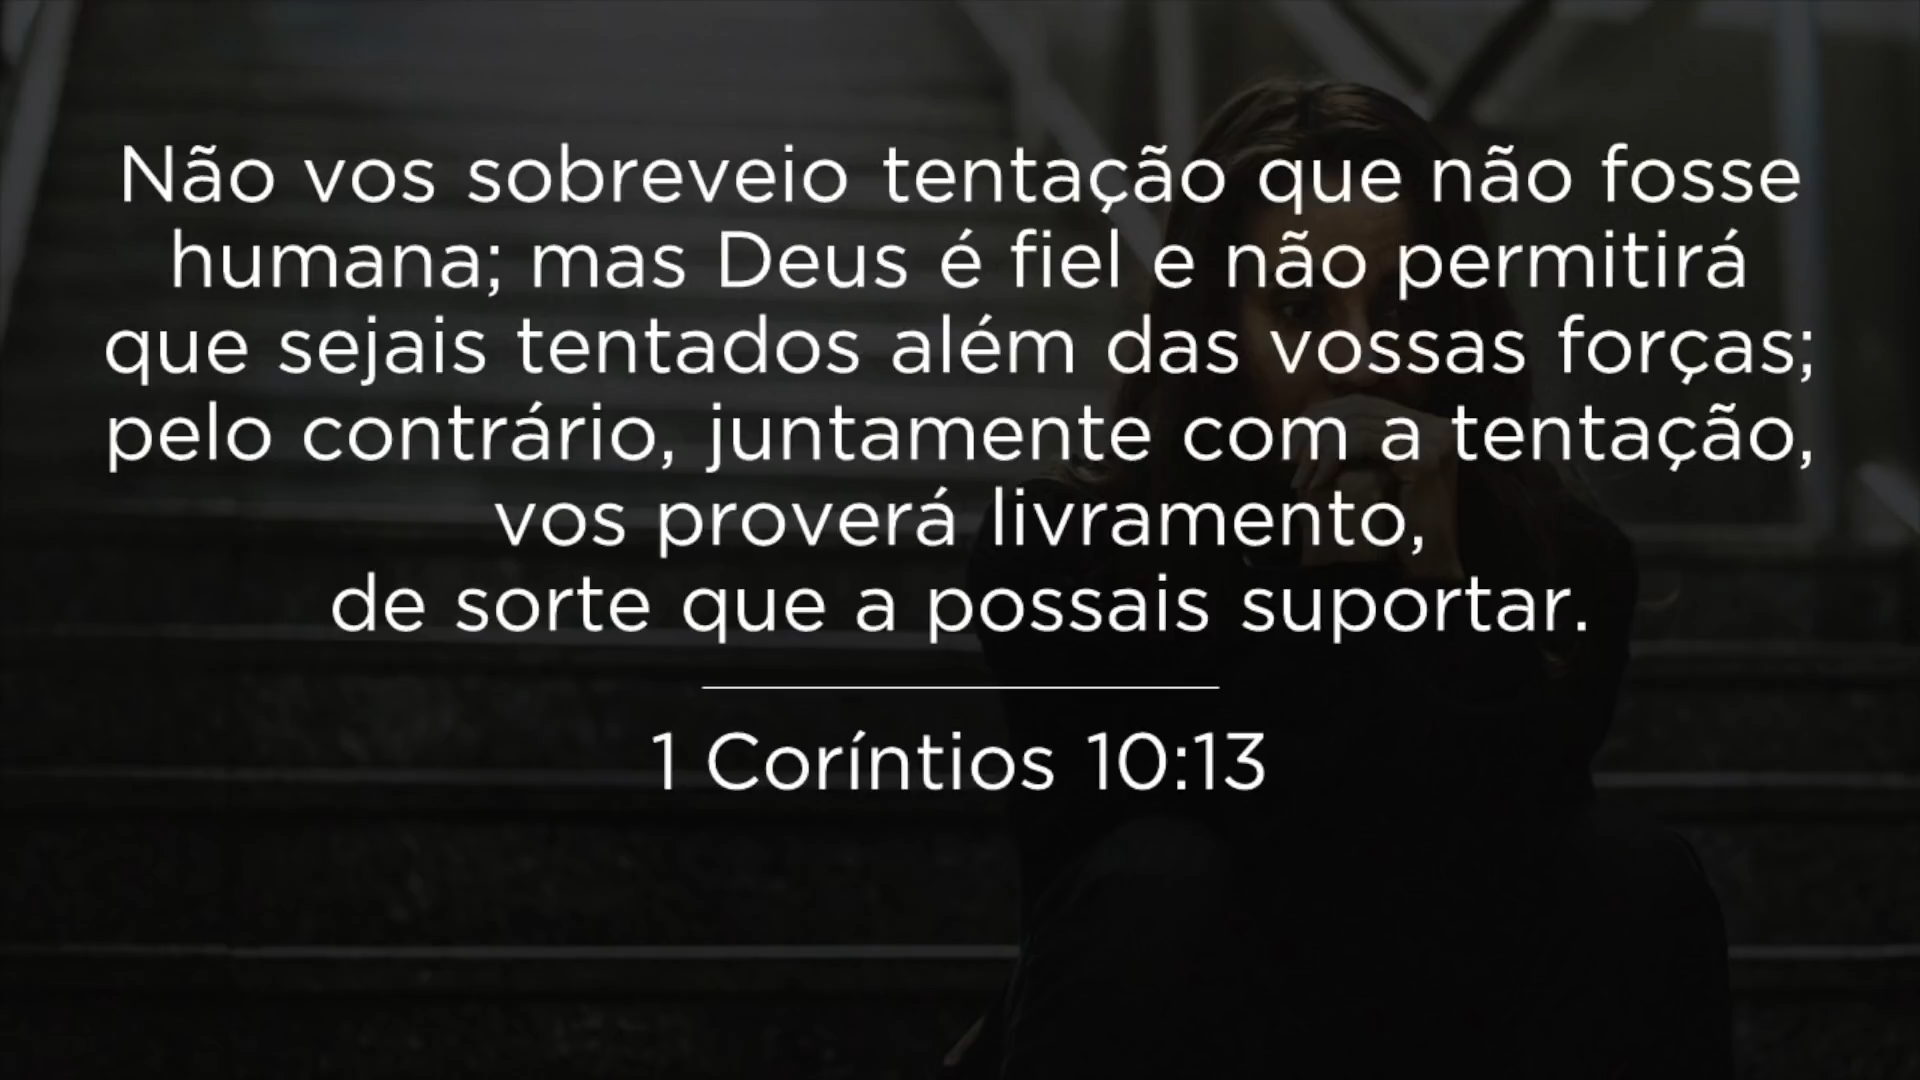 Não vos sobreveio tentação que não fosse
humana; mas Deus é fiel e não permitirá
que sejais tentados além das vossas forças;
pelo contrário, juntamente com a tentação,
vos proverá livramento,
de sorte que a possais suportar.
1 Coríntios 10:13